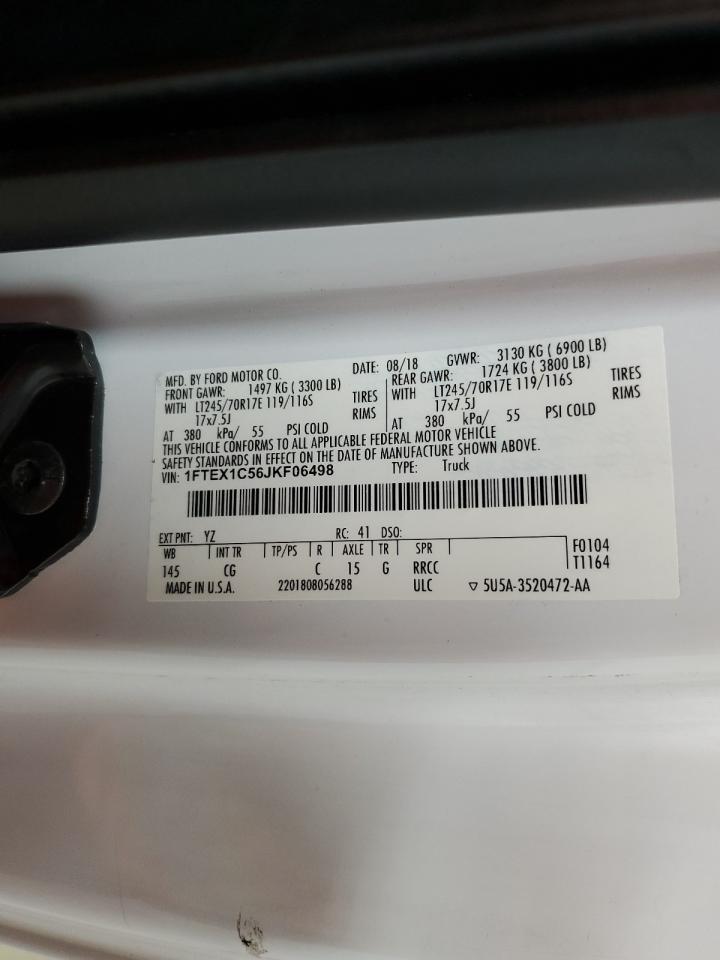 MFD. BY FORD MOTOR CO. DATE: 08/18 GVWR: 3130 KG ( 6900 LB)
FRONT GAWR: 1497 KG ( 3300 LB) REAR GAWR: 1724 KG ( 3800 LB)
WITH LT245/70R17E 119/116S TIRES WITH LT245/70R17E 119/116S TIRES
17x7.5J RIMS 17x7.5J RIMS
AT 380 kPa/ 55 PSI COLD AT 380 kPa/ 55 PSI COLD
THIS VEHICLE CONFORMS TO ALL APPLICABLE FEDERAL MOTOR VEHICLE
SAFETY STANDARDS IN EFFECT ON THE DATE OF MANUFACTURE SHOWN ABOVE.
VIN: 1FTEX1C56JKF06498 TYPE: Truck
EXT PNT: YZ RC: 41 DSO:
WB INT TR TP/PS R AXLE TR SPR F0104
145 CG C 15 G RRCC T1164
MADE IN U.S.A. 2201808056288 ULC ▽ 5U5A-3520472-AA